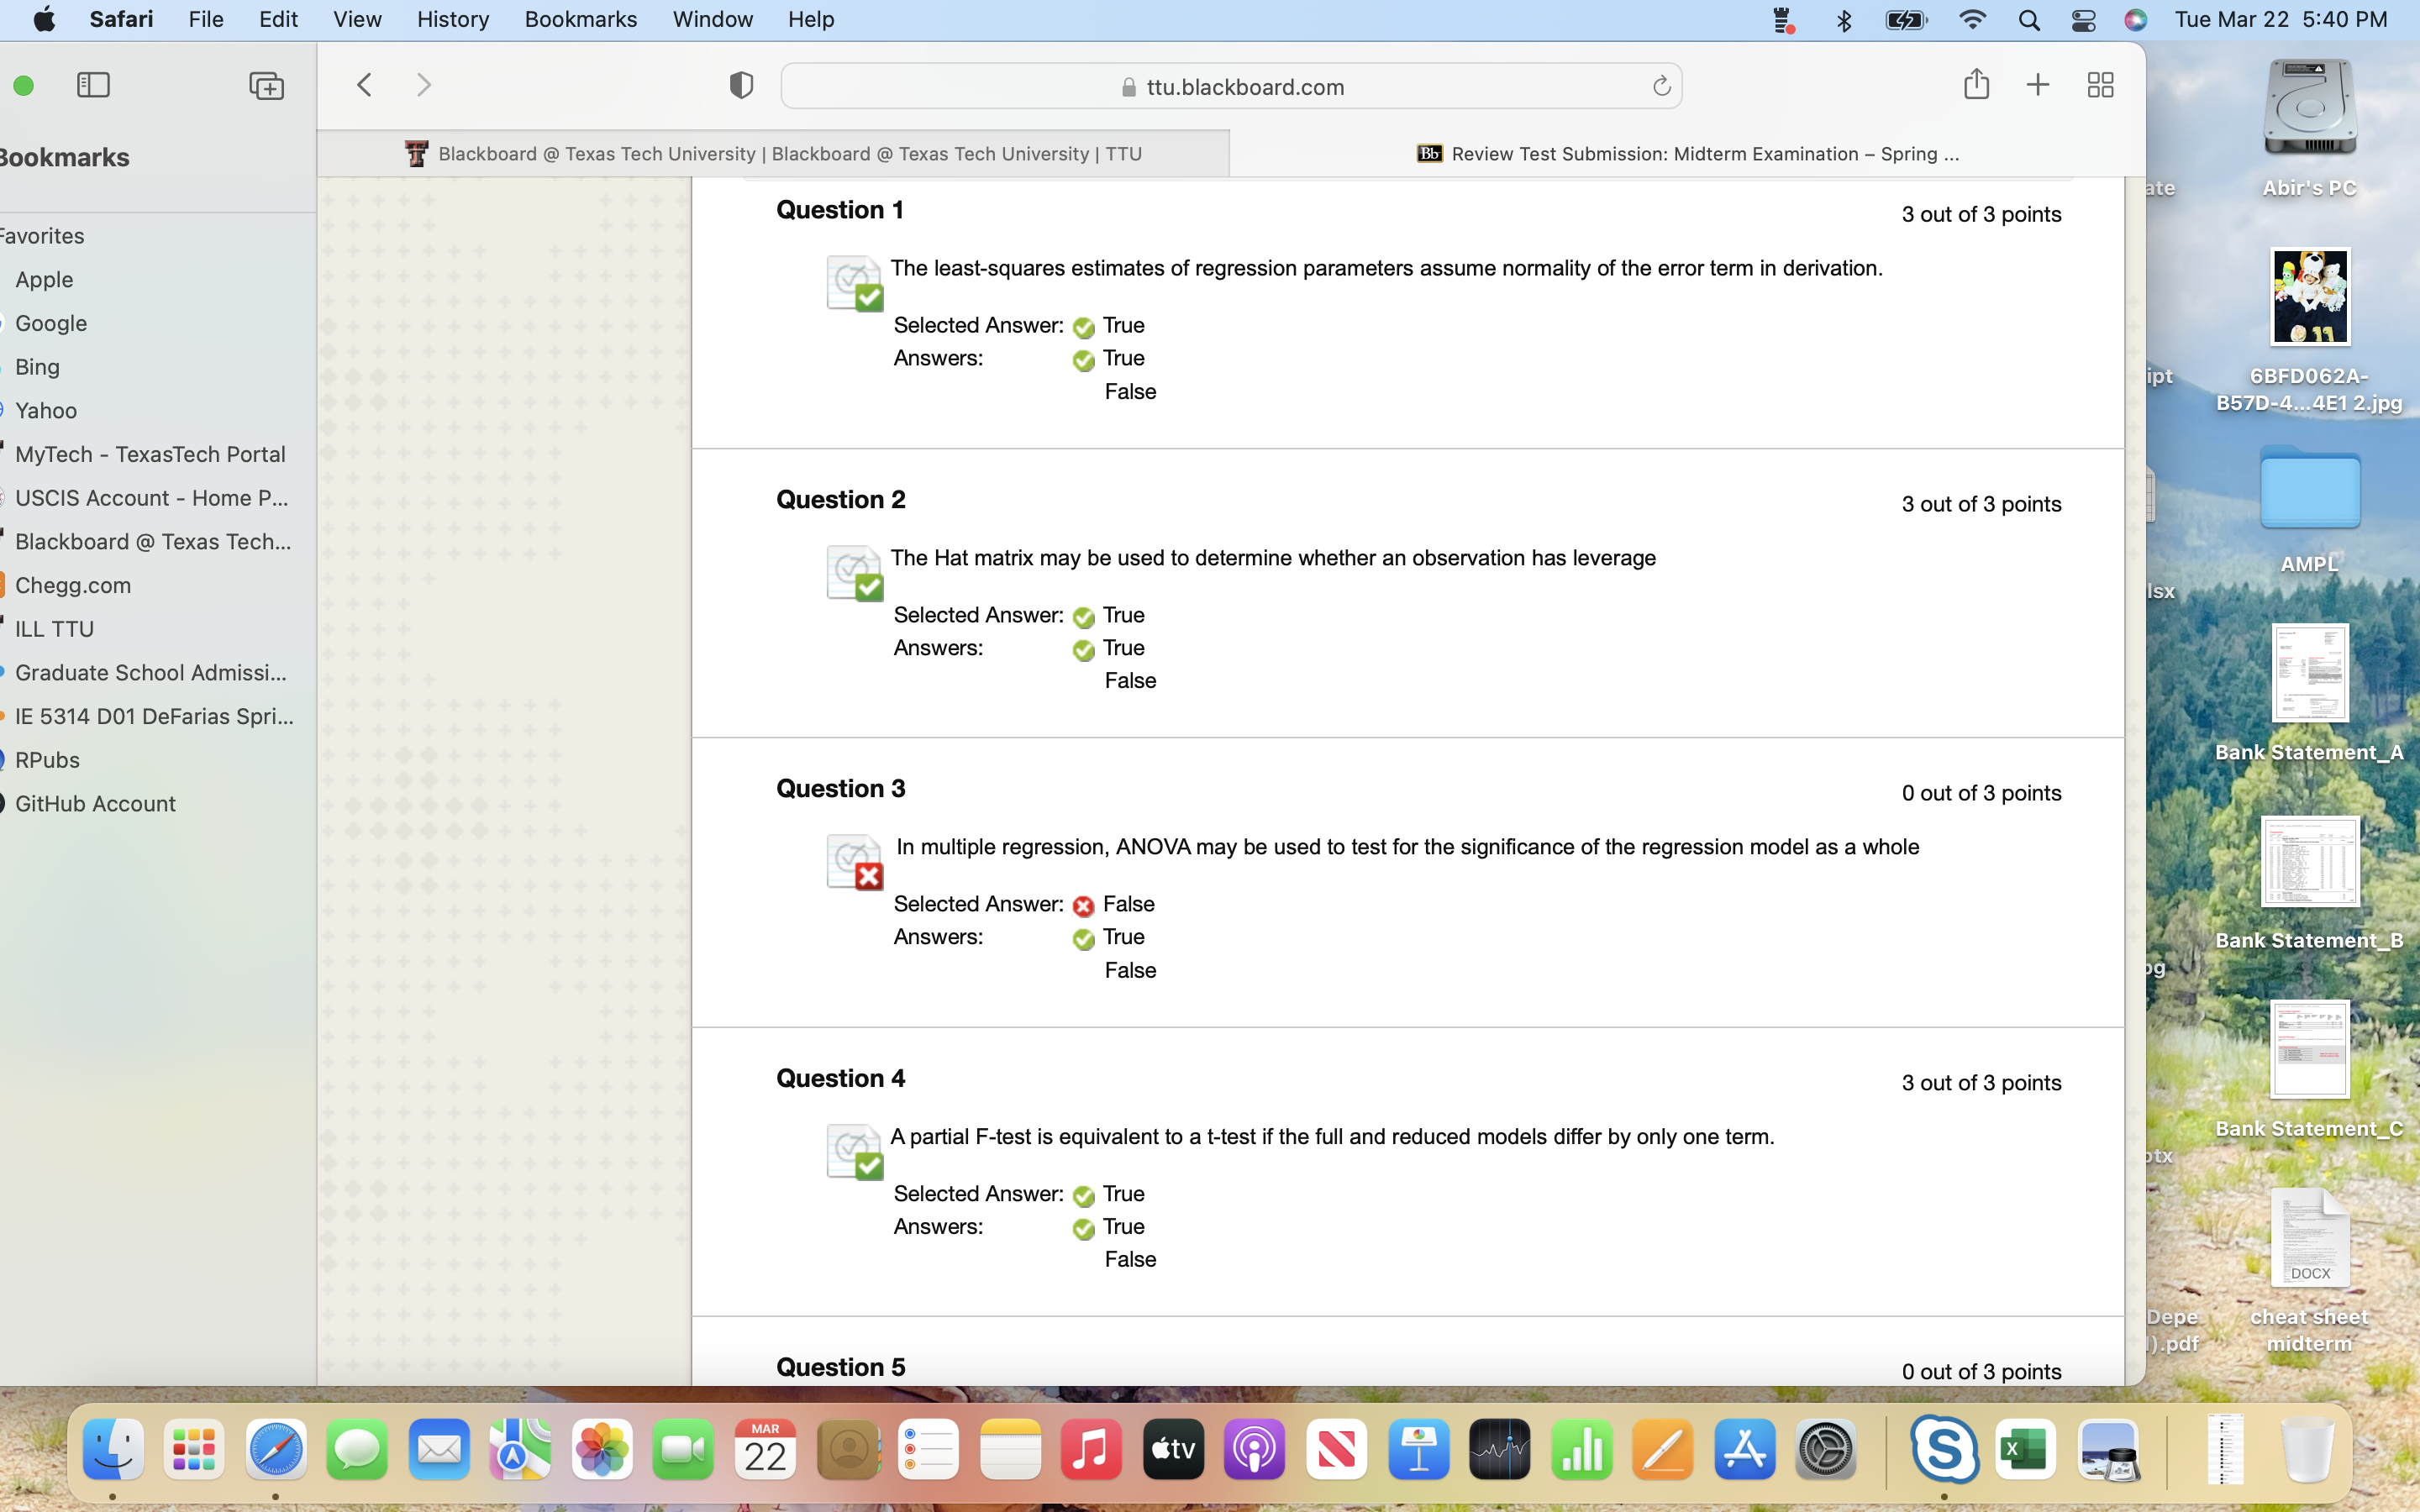 Safari File Edit View History Bookmarks Window Help Tue Mar 22 5:40 PM
ttu.blackboard.com
Blackboard @ Texas Tech University | Blackboard @ Texas Tech University | TTU
Review Test Submission: Midterm Examination – Spring ...
Bookmarks
Favorites
Apple
Google
Bing
Yahoo
MyTech - TexasTech Portal
USCIS Account - Home P...
Blackboard @ Texas Tech...
Chegg.com
ILL TTU
Graduate School Admissi...
IE 5314 D01 DeFarias Spri...
RPubs
GitHub Account
Question 1
3 out of 3 points
The least-squares estimates of regression parameters assume normality of the error term in derivation.
Selected Answer: True
Answers: True
False
Question 2
3 out of 3 points
The Hat matrix may be used to determine whether an observation has leverage
Selected Answer: True
Answers: True
False
Question 3
0 out of 3 points
In multiple regression, ANOVA may be used to test for the significance of the regression model as a whole
Selected Answer: False
Answers: True
False
Question 4
3 out of 3 points
A partial F-test is equivalent to a t-test if the full and reduced models differ by only one term.
Selected Answer: True
Answers: True
False
Question 5
0 out of 3 points
Abir's PC
6BFD062A-
B57D-4...4E1 2.jpg
AMPL
Bank Statement_A
Bank Statement_B
Bank Statement_C
DOCX
cheat sheet
midterm
ate
ipt
lsx
Depe
).pdf
MAR
22
tv